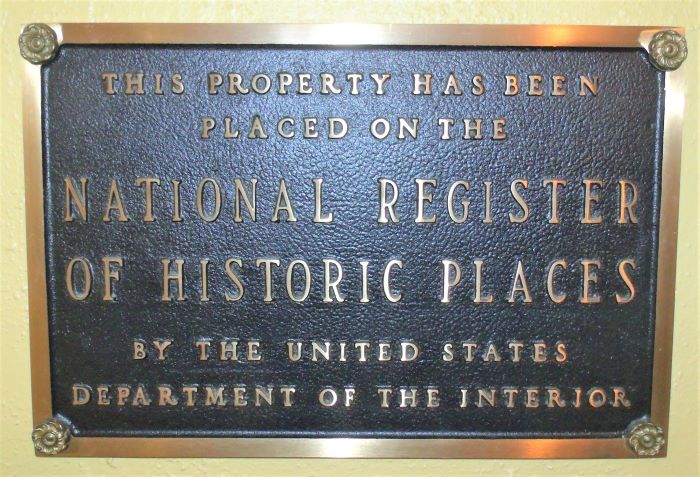 THIS PROPERTY HAS BEEN
PLACED ON THE
NATIONAL REGISTER
OF HISTORIC PLACES
BY THE UNITED STATES
DEPARTMENT OF THE INTERIOR